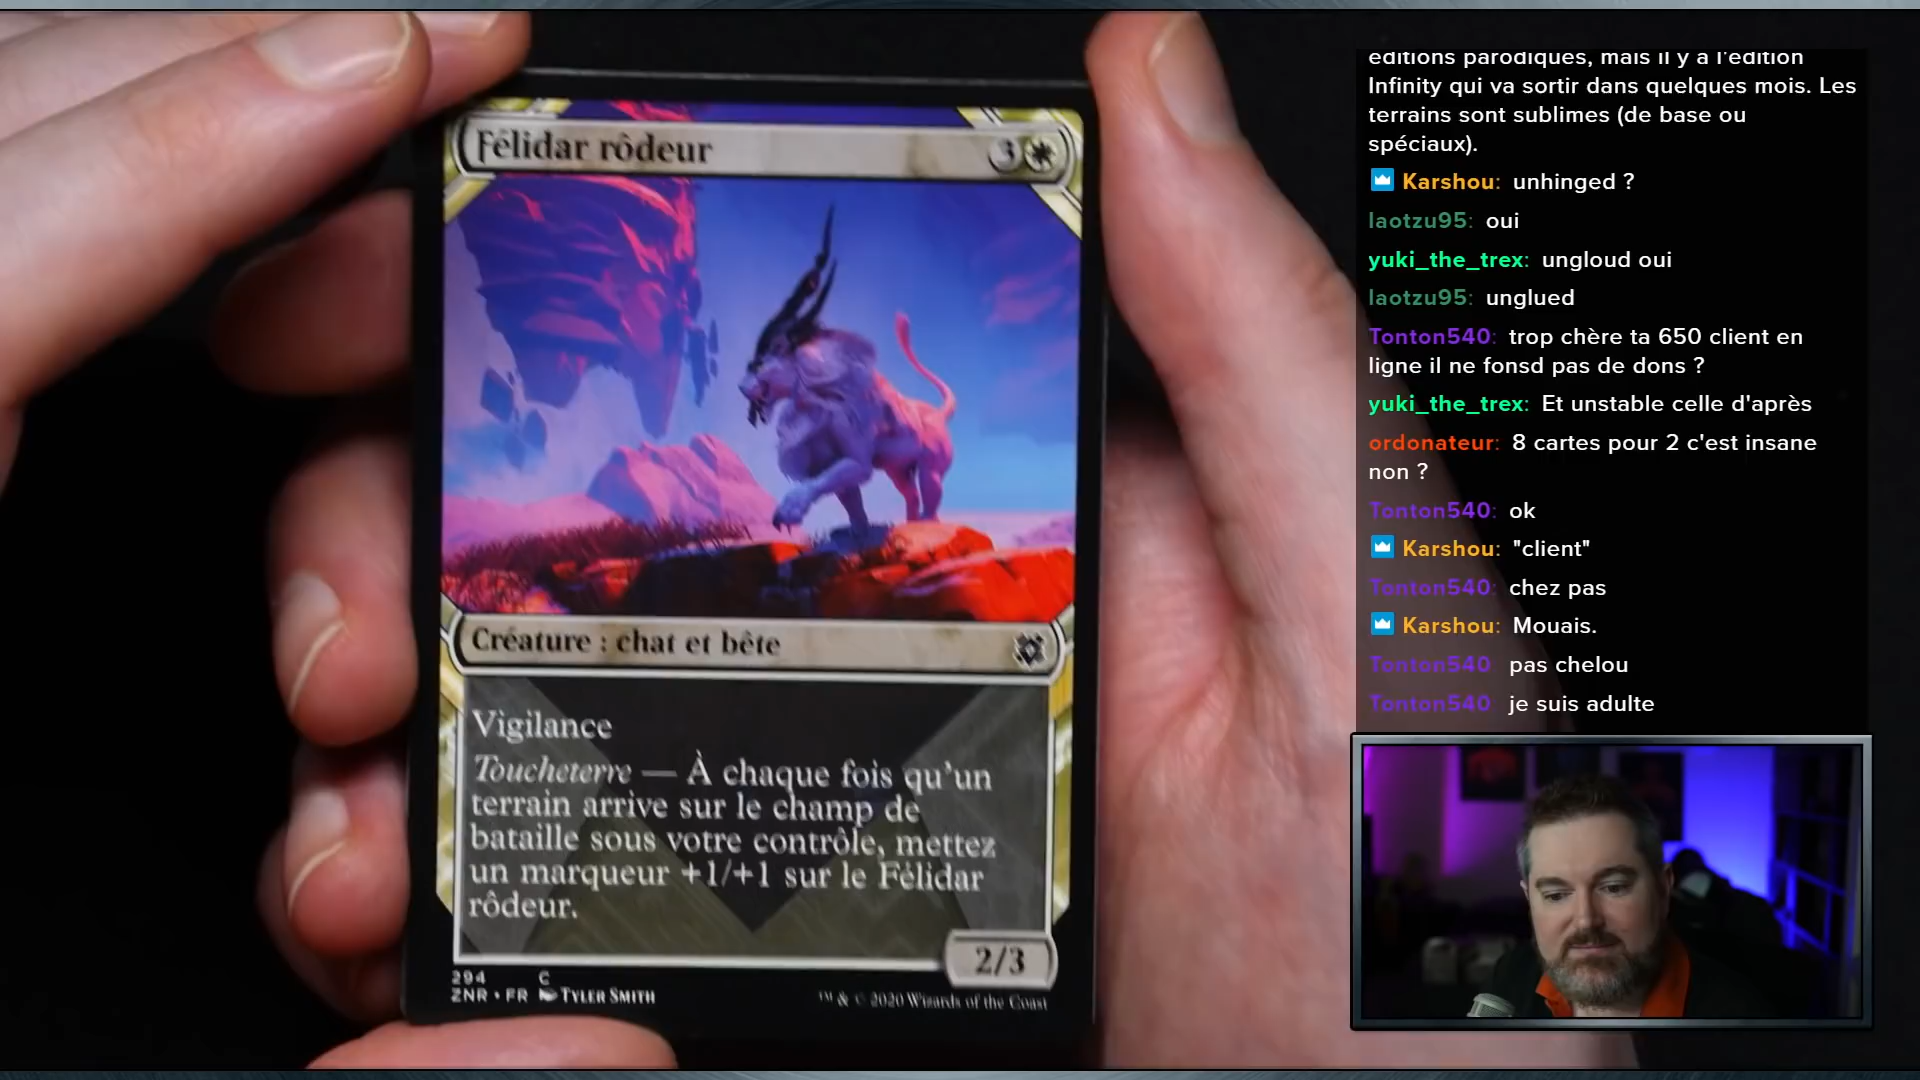 Félidar rôdeur 3
Créature : chat et bête
Vigilance
Toucheterre — À chaque fois qu'un
terrain arrive sur le champ de
bataille sous votre contrôle, mettez
un marqueur +1/+1 sur le Félidar
rôdeur.
2/3
294 C
ZNR • FR TYLER SMITH
™ & © 2020 Wizards of the Coast
éditions parodiques, mais il y a l'édition
Infinity qui va sortir dans quelques mois. Les
terrains sont sublimes (de base ou
spéciaux).
Karshou: unhinged ?
laotzu95: oui
yuki_the_trex: ungloud oui
laotzu95: unglued
Tonton540: trop chère ta 650 client en
ligne il ne fonsd pas de dons ?
yuki_the_trex: Et unstable celle d'après
ordonateur: 8 cartes pour 2 c'est insane
non ?
Tonton540: ok
Karshou: "client"
Tonton540: chez pas
Karshou: Mouais.
Tonton540 pas chelou
Tonton540 je suis adulte